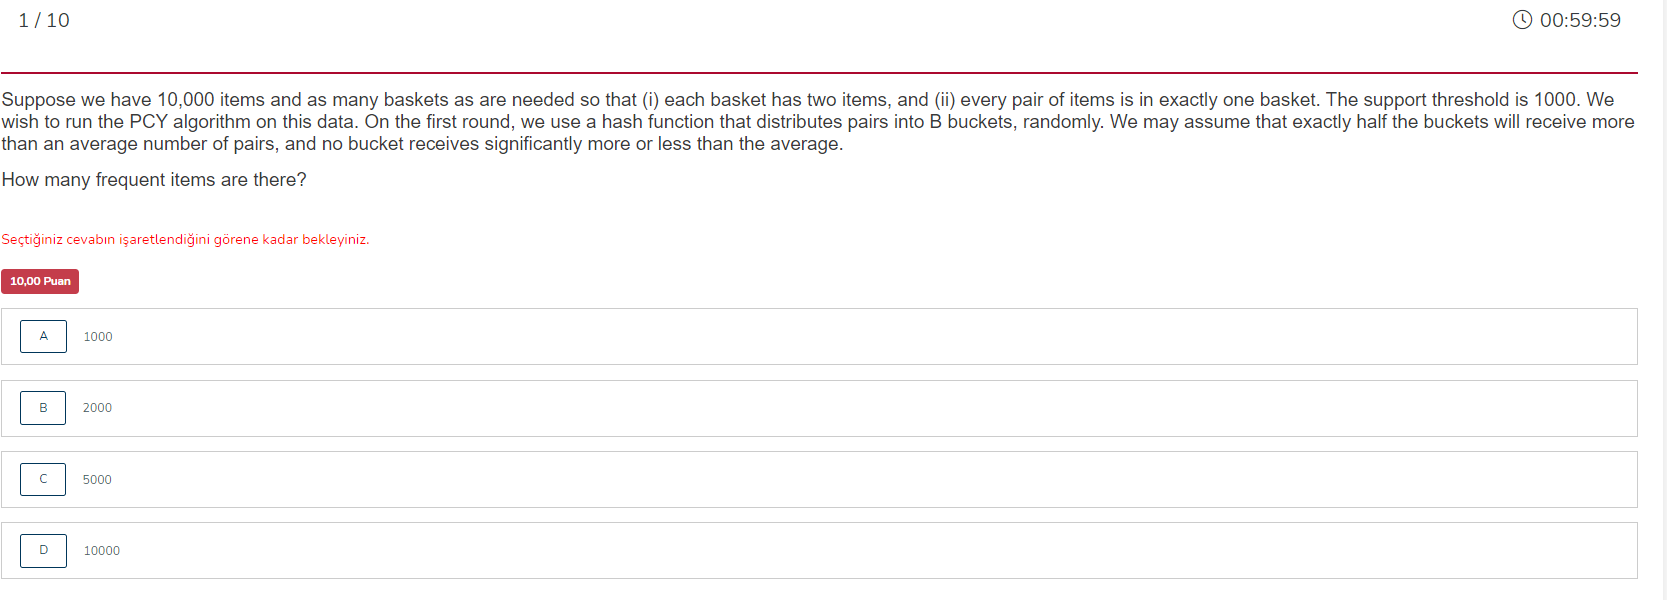 1 / 10
00:59:59
Suppose we have 10,000 items and as many baskets as are needed so that (i) each basket has two items, and (ii) every pair of items is in exactly one basket. The support threshold is 1000. We
wish to run the PCY algorithm on this data. On the first round, we use a hash function that distributes pairs into B buckets, randomly. We may assume that exactly half the buckets will receive more
than an average number of pairs, and no bucket receives significantly more or less than the average.
How many frequent items are there?
Seçtiğiniz cevabın işaretlendiğini görene kadar bekleyiniz.
10,00 Puan
A 1000
B 2000
C 5000
D 10000